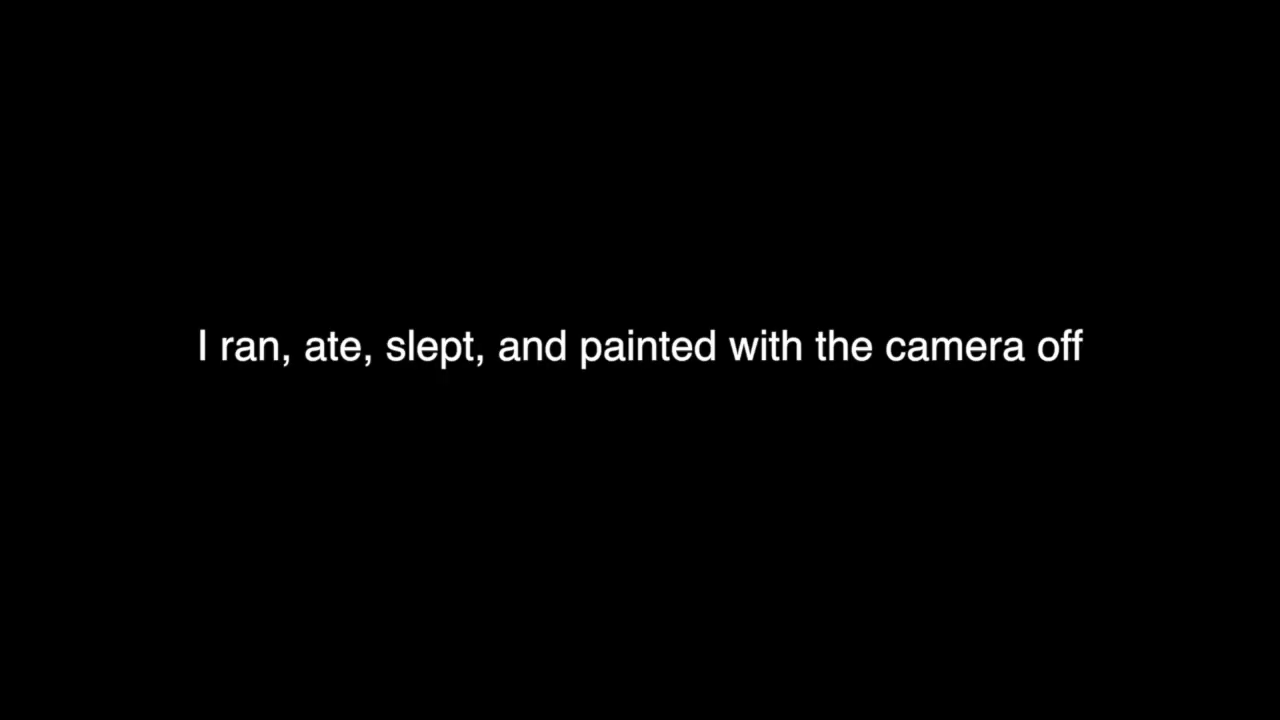 I ran, ate, slept, and painted with the camera off